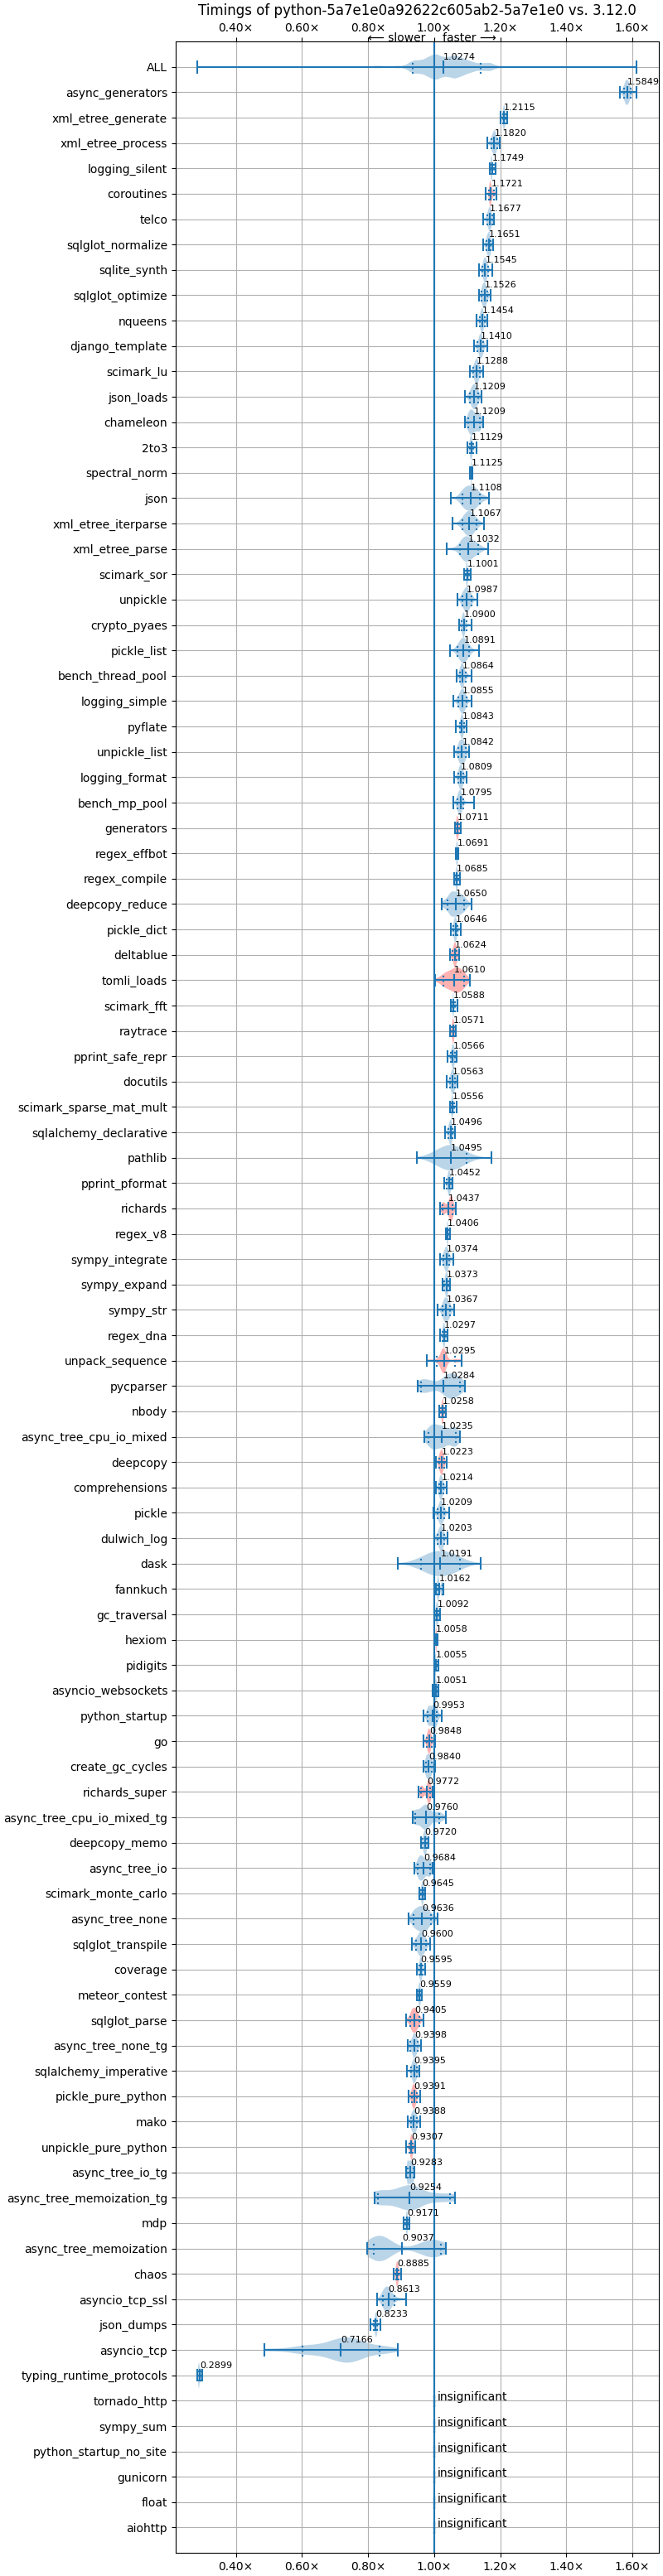 Timings of python-5a7e1e0a92622c605ab2-5a7e1e0 vs. 3.12.0
0.40× 0.60× 0.80× 1.00× 1.20× 1.40× 1.60×
⟵ slower faster ⟶
ALL 1.0274
async_generators 1.5849
xml_etree_generate 1.2115
xml_etree_process 1.1820
logging_silent 1.1749
coroutines 1.1721
telco 1.1677
sqlglot_normalize 1.1651
sqlite_synth 1.1545
sqlglot_optimize 1.1526
nqueens 1.1454
django_template 1.1410
scimark_lu 1.1288
json_loads 1.1209
chameleon 1.1209
2to3 1.1129
spectral_norm 1.1125
json 1.1108
xml_etree_iterparse 1.1067
xml_etree_parse 1.1032
scimark_sor 1.1001
unpickle 1.0987
crypto_pyaes 1.0900
pickle_list 1.0891
bench_thread_pool 1.0864
logging_simple 1.0855
pyflate 1.0843
unpickle_list 1.0842
logging_format 1.0809
bench_mp_pool 1.0795
generators 1.0711
regex_effbot 1.0691
regex_compile 1.0685
deepcopy_reduce 1.0650
pickle_dict 1.0646
deltablue 1.0624
tomli_loads 1.0610
scimark_fft 1.0588
raytrace 1.0571
pprint_safe_repr 1.0566
docutils 1.0563
scimark_sparse_mat_mult 1.0556
sqlalchemy_declarative 1.0496
pathlib 1.0495
pprint_pformat 1.0452
richards 1.0437
regex_v8 1.0406
sympy_integrate 1.0374
sympy_expand 1.0373
sympy_str 1.0367
regex_dna 1.0297
unpack_sequence 1.0295
pycparser 1.0284
nbody 1.0258
async_tree_cpu_io_mixed 1.0235
deepcopy 1.0223
comprehensions 1.0214
pickle 1.0209
dulwich_log 1.0203
dask 1.0191
fannkuch 1.0162
gc_traversal 1.0092
hexiom 1.0058
pidigits 1.0055
asyncio_websockets 1.0051
python_startup 0.9953
go 0.9848
create_gc_cycles 0.9840
richards_super 0.9772
async_tree_cpu_io_mixed_tg 0.9760
deepcopy_memo 0.9720
async_tree_io 0.9684
scimark_monte_carlo 0.9645
async_tree_none 0.9636
sqlglot_transpile 0.9600
coverage 0.9595
meteor_contest 0.9559
sqlglot_parse 0.9405
async_tree_none_tg 0.9398
sqlalchemy_imperative 0.9395
pickle_pure_python 0.9391
mako 0.9388
unpickle_pure_python 0.9307
async_tree_io_tg 0.9283
async_tree_memoization_tg 0.9254
mdp 0.9171
async_tree_memoization 0.9037
chaos 0.8885
asyncio_tcp_ssl 0.8613
json_dumps 0.8233
asyncio_tcp 0.7166
typing_runtime_protocols 0.2899
tornado_http insignificant
sympy_sum insignificant
python_startup_no_site insignificant
gunicorn insignificant
float insignificant
aiohttp insignificant
0.40× 0.60× 0.80× 1.00× 1.20× 1.40× 1.60×